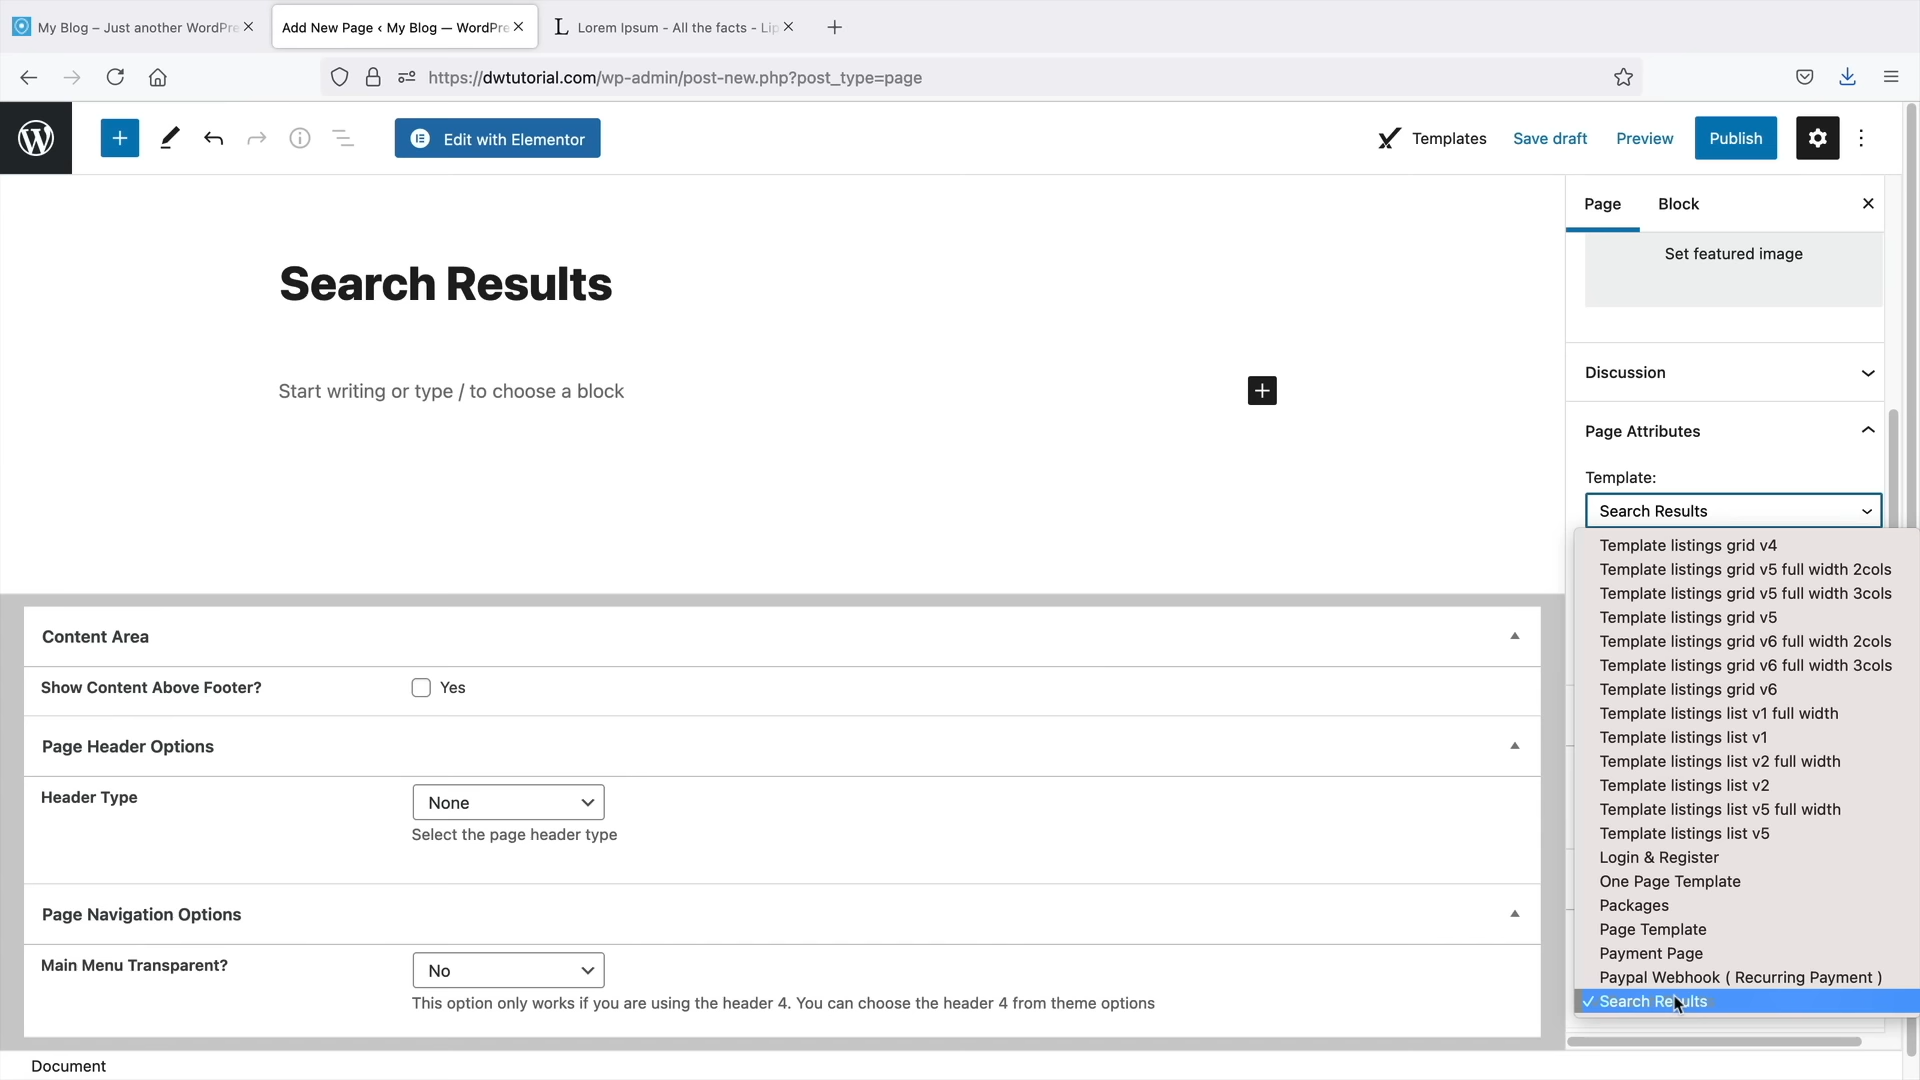 My Blog – Just another WordPre
Add New Page ‹ My Blog — WordPre
Lorem Ipsum - All the facts - Lip
https://dwtutorial.com/wp-admin/post-new.php?post_type=page
Edit with Elementor
Templates
Save draft
Preview
Publish
Page
Block
Set featured image
Search Results
Start writing or type / to choose a block
Discussion
Page Attributes
Template:
Search Results
Template listings grid v4
Template listings grid v5 full width 2cols
Template listings grid v5 full width 3cols
Template listings grid v5
Template listings grid v6 full width 2cols
Template listings grid v6 full width 3cols
Template listings grid v6
Template listings list v1 full width
Template listings list v1
Template listings list v2 full width
Template listings list v2
Template listings list v5 full width
Template listings list v5
Login & Register
One Page Template
Packages
Page Template
Payment Page
Paypal Webhook ( Recurring Payment )
✓ Search Results
Content Area
Show Content Above Footer?
Yes
Page Header Options
Header Type
None
Select the page header type
Page Navigation Options
Main Menu Transparent?
No
This option only works if you are using the header 4. You can choose the header 4 from theme options
Document